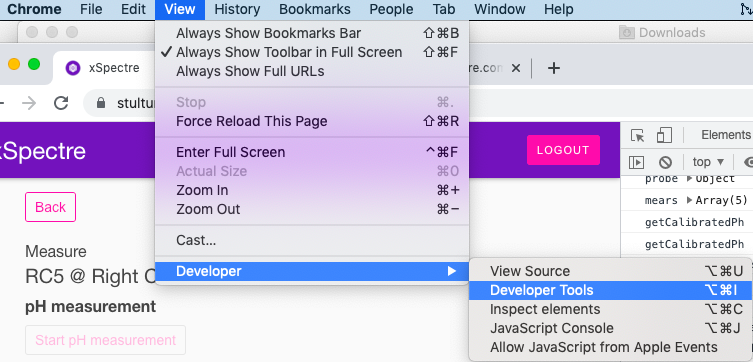 Chrome File Edit View History Bookmarks People Tab Window Help
Downloads
xSpectre
re.con
stultur
xSpectre
LOGOUT
Elements
top
Back
probe ▶Object
mears ▶Array(5)
getCalibratedPh
getCalibratedPh
Measure
RC5 @ Right C
pH measurement
Start pH measurement
Always Show Bookmarks Bar ⇧⌘B
✓ Always Show Toolbar in Full Screen ⇧⌘F
Always Show Full URLs
Stop ⌘.
Force Reload This Page ⇧⌘R
Enter Full Screen ^⌘F
Actual Size ⌘0
Zoom In ⌘+
Zoom Out ⌘−
Cast...
Developer ▶
View Source ⌥⌘U
Developer Tools ⌥⌘I
Inspect elements ⌥⌘C
JavaScript Console ⌥⌘J
Allow JavaScript from Apple Events